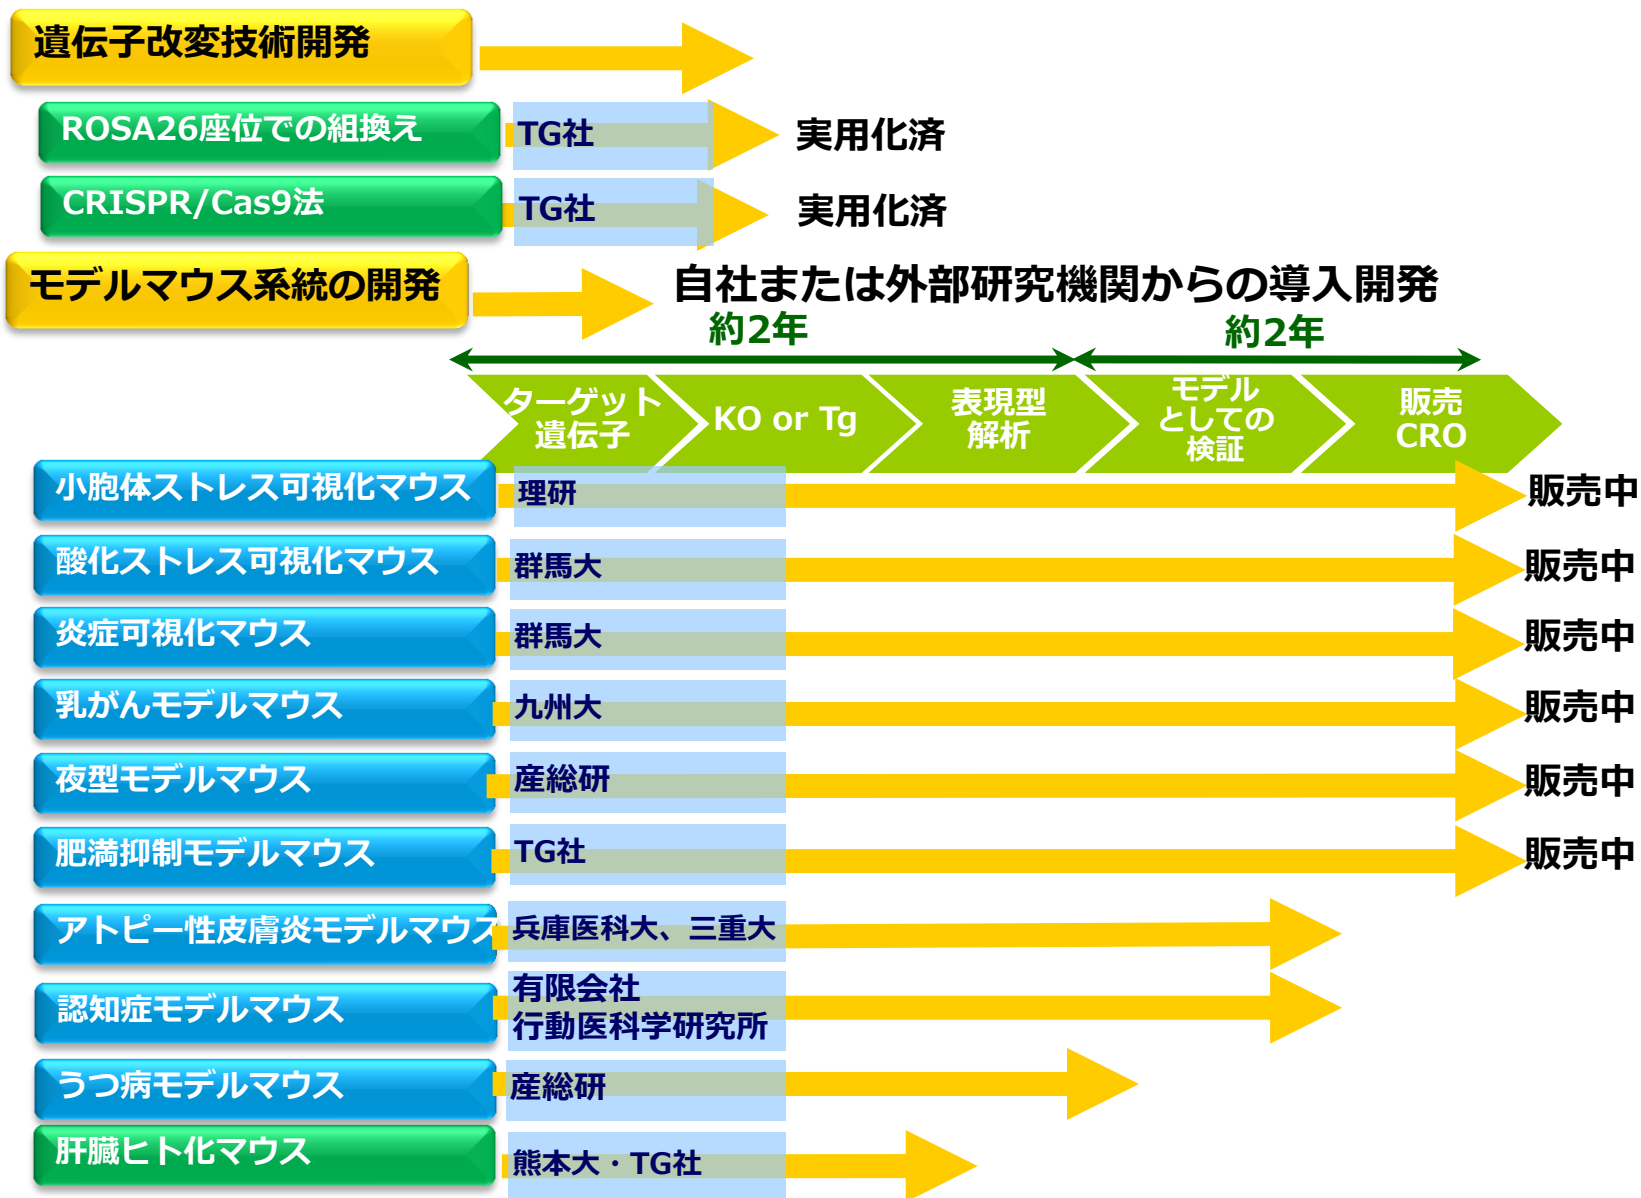 遺伝子改変技術開発
ROSA26座位での組換え
TG社
実用化済
CRISPR/Cas9法
TG社
実用化済
モデルマウス系統の開発
自社または外部研究機関からの導入開発
約2年
約2年
ターゲット
遺伝子
KO or Tg
表現型
解析
モデル
としての
検証
販売
CRO
小胞体ストレス可視化マウス
理研
販売中
酸化ストレス可視化マウス
群馬大
販売中
炎症可視化マウス
群馬大
販売中
乳がんモデルマウス
九州大
販売中
夜型モデルマウス
産総研
販売中
肥満抑制モデルマウス
TG社
販売中
アトピー性皮膚炎モデルマウス
兵庫医科大、三重大
認知症モデルマウス
有限会社
行動医科学研究所
うつ病モデルマウス
産総研
肝臓ヒト化マウス
熊本大・TG社